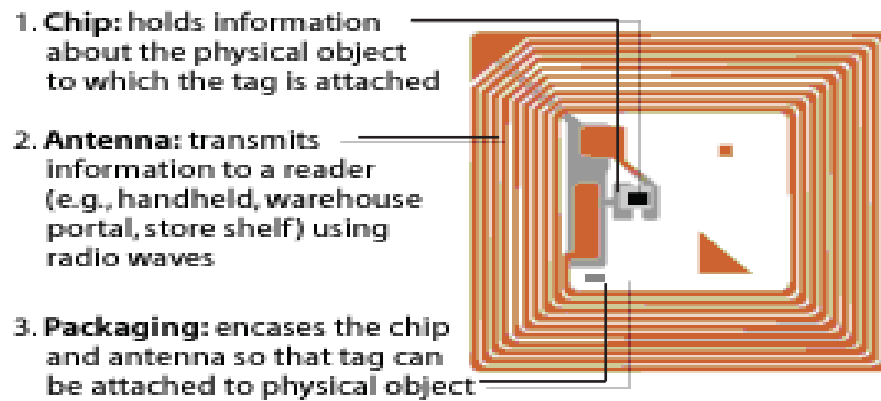 1. Chip: holds information
about the physical object
to which the tag is attached
2. Antenna: transmits
information to a reader
(e.g., handheld, warehouse
portal, store shelf) using
radio waves
3. Packaging: encases the chip
and antenna so that tag can
be attached to physical object